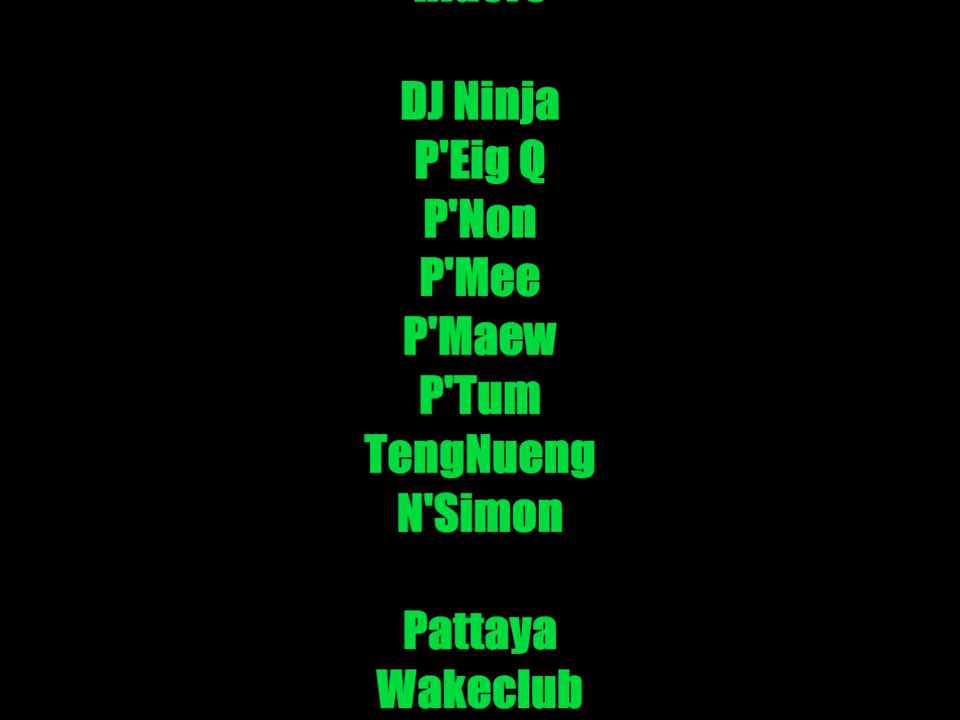 DJ Ninja
P'Eig Q
P'Non
P'Mee
P'Maew
P'Tum
TengNueng
N'Simon
Pattaya
Wakeclub